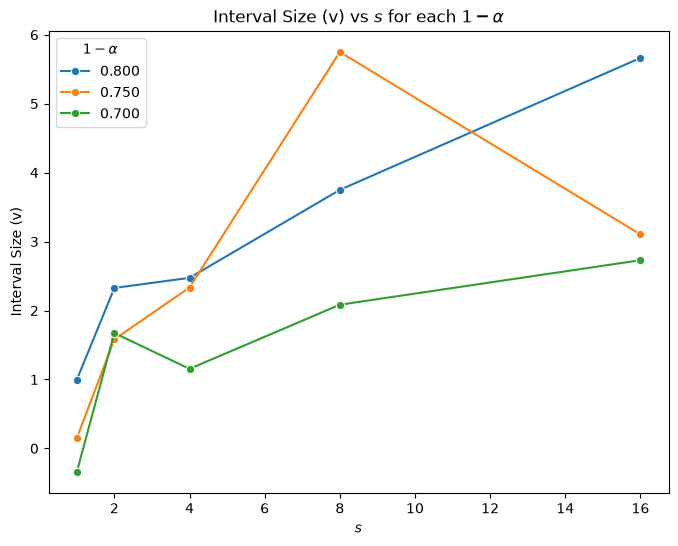 Interval Size (v) vs s for each 1 − α
1 − α
0.800
0.750
0.700
Interval Size (v)
6
5
4
3
2
1
0
2 4 6 8 10 12 14 16
s